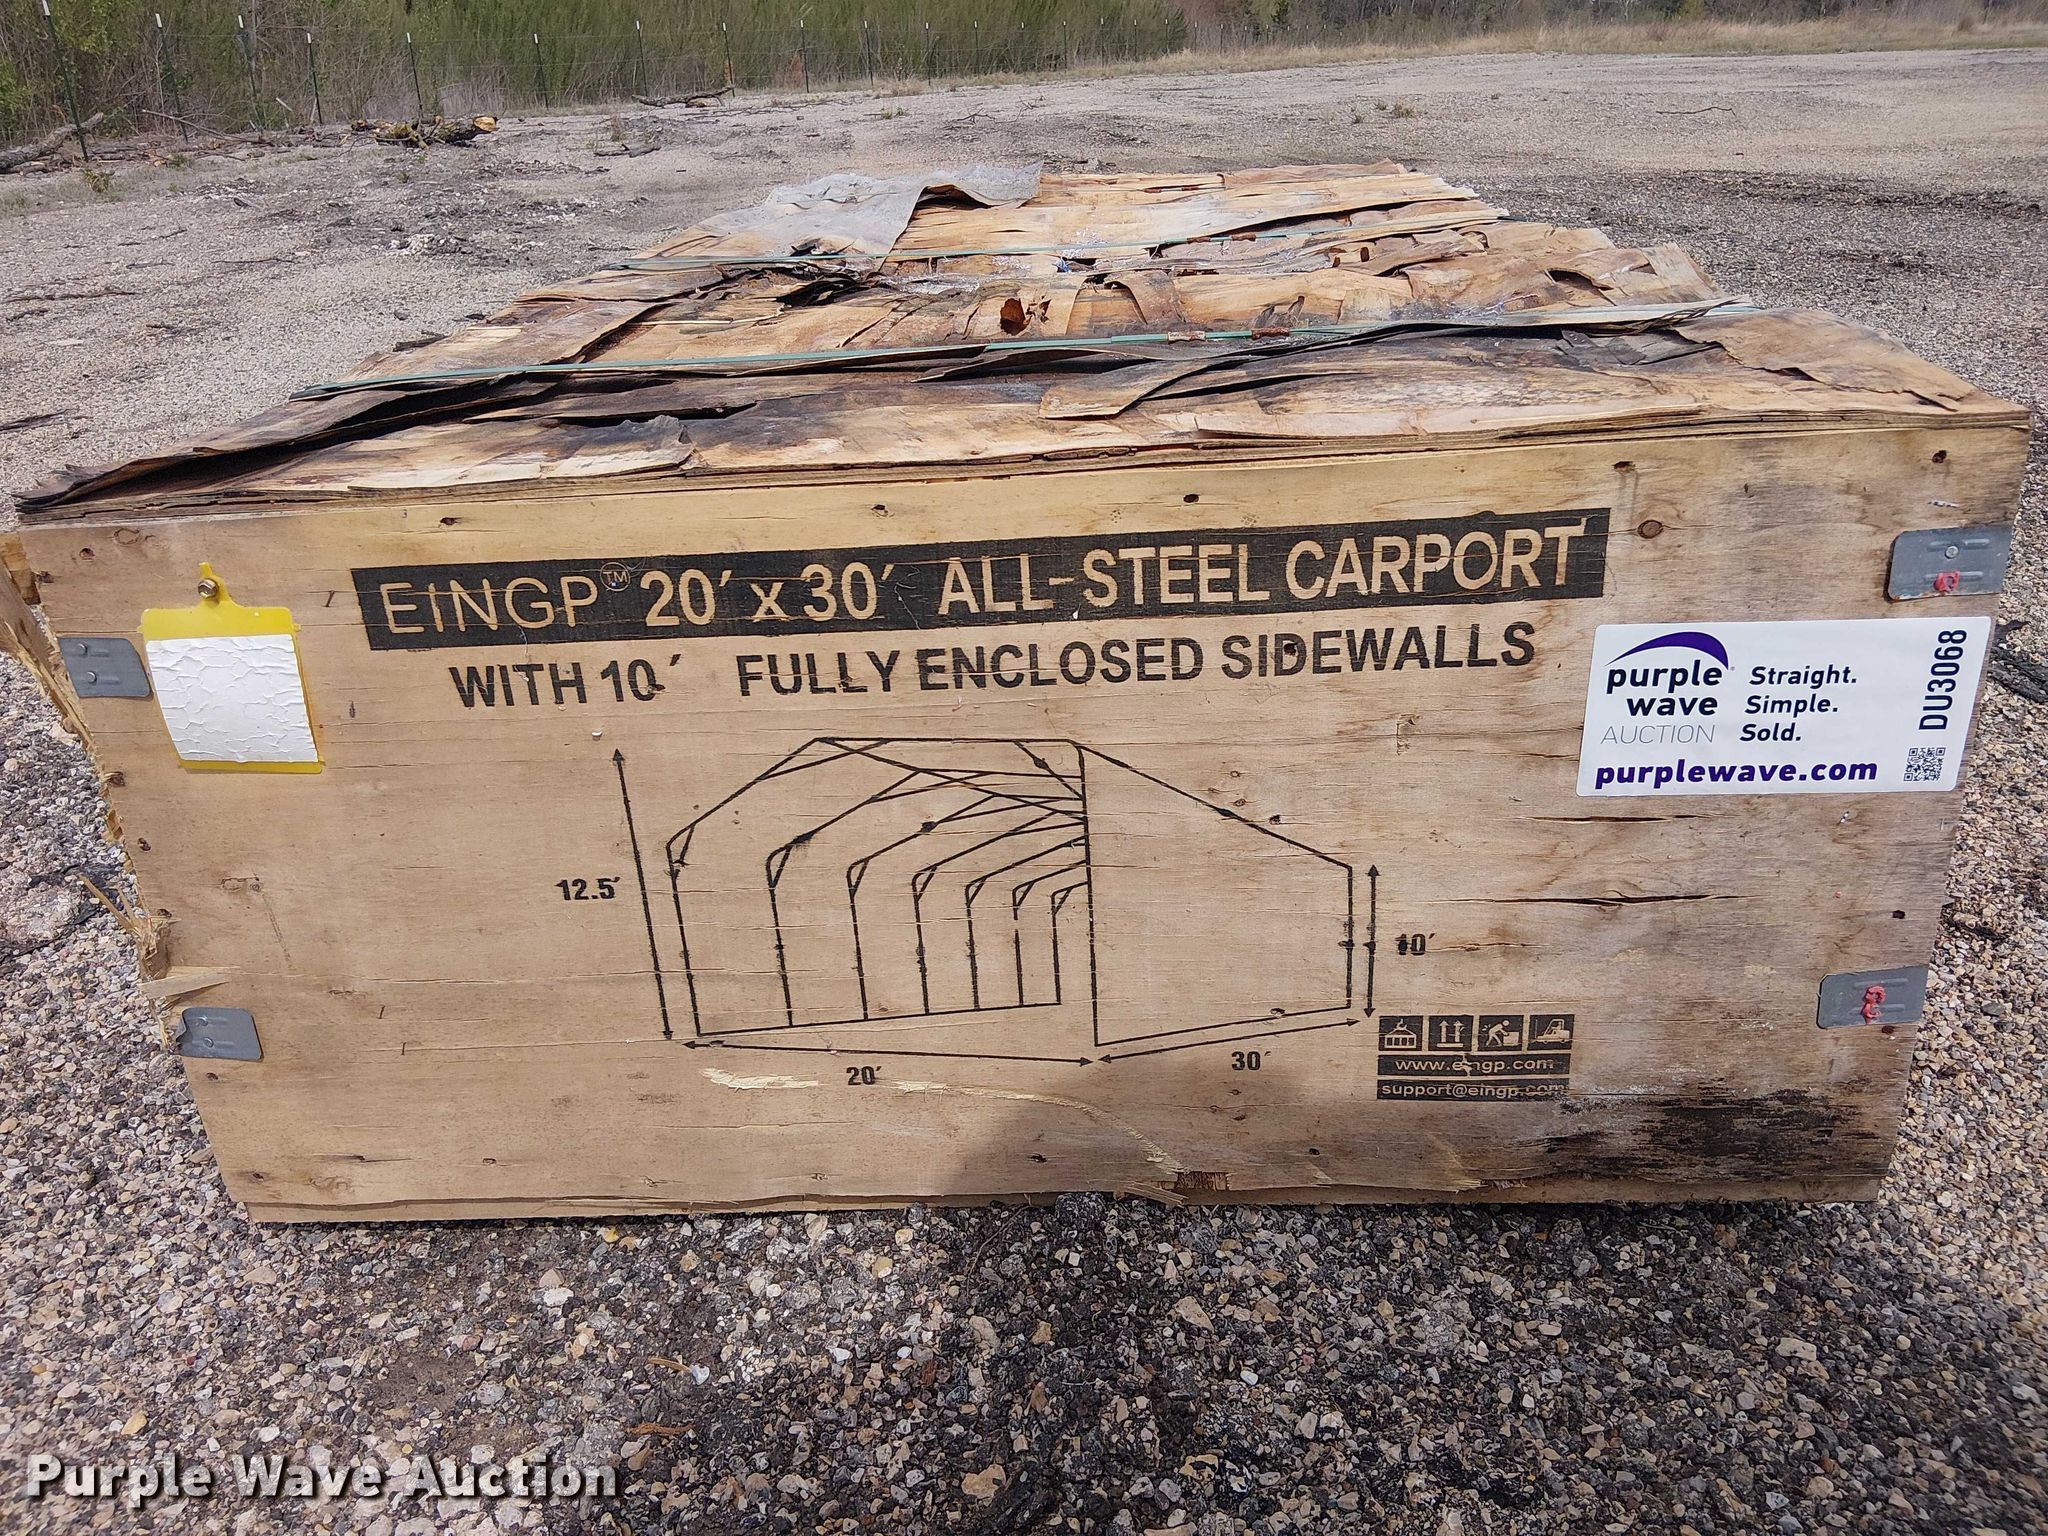 EINGP™ 20' x 30' ALL-STEEL CARPORT
WITH 10' FULLY ENCLOSED SIDEWALLS
purple wave AUCTION
Straight.
Simple.
Sold.
purplewave.com
DU3068
12.5'
10'
20'
30'
www.eingp.com
support@eingp.com
Purple Wave Auction